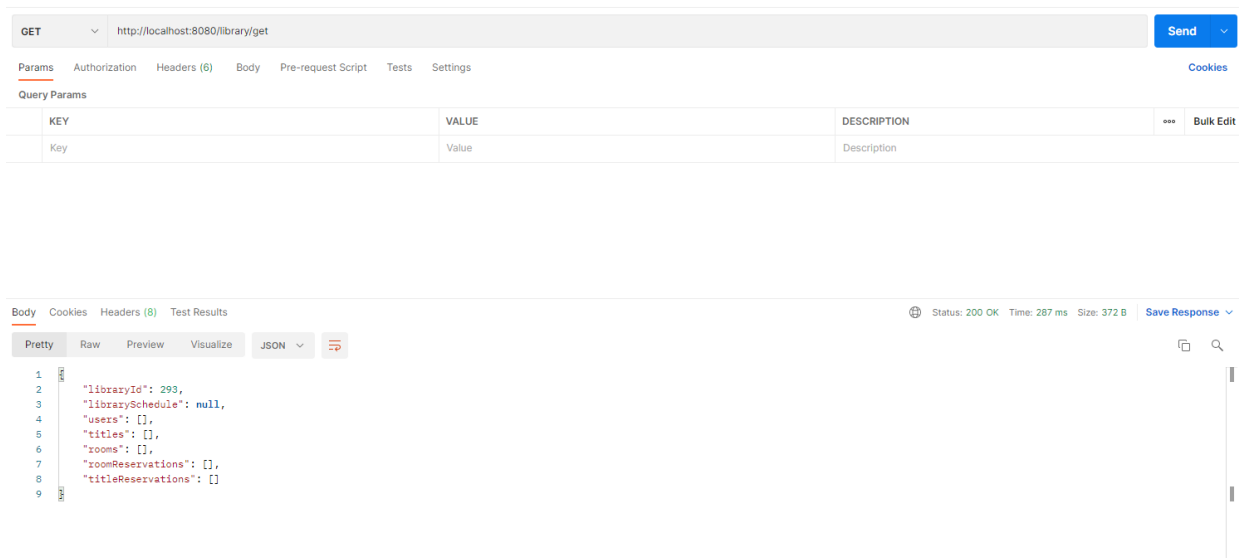 GET http://localhost:8080/library/get Send
Params Authorization Headers (6) Body Pre-request Script Tests Settings Cookies
Query Params
KEY VALUE DESCRIPTION ooo Bulk Edit
Key Value Description
Body Cookies Headers (8) Test Results Status: 200 OK Time: 287 ms Size: 372 B Save Response
Pretty Raw Preview Visualize JSON
1 {
2 "libraryId": 293,
3 "librarySchedule": null,
4 "users": [],
5 "titles": [],
6 "rooms": [],
7 "roomReservations": [],
8 "titleReservations": []
9 }